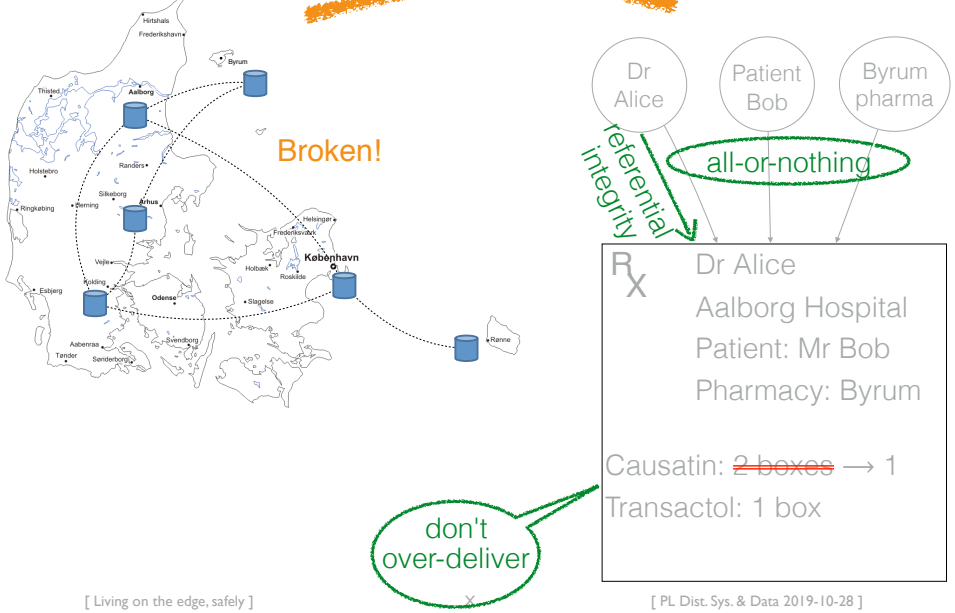 Hirtshals
Frederikshavn
Byrum
Thisted
Aalborg
Broken!
Randers
Holstebro
Silkeborg
Ringkøbing
Herning
Århus
Helsingør
Frederiksværk
København
Vejle
Holbæk
Roskilde
Kolding
Esbjerg
Odense
Slagelse
Svendborg
Rønne
Aabenraa
Tønder
Sønderborg
Dr
Alice
Patient
Bob
Byrum
pharma
referential
integrity
all-or-nothing
Rx
Dr Alice
Aalborg Hospital
Patient: Mr Bob
Pharmacy: Byrum
Causatin: 2 boxes → 1
Transactol: 1 box
don't
over-deliver
[ Living on the edge, safely ]
x
[ PL Dist. Sys. & Data 2019-10-28 ]